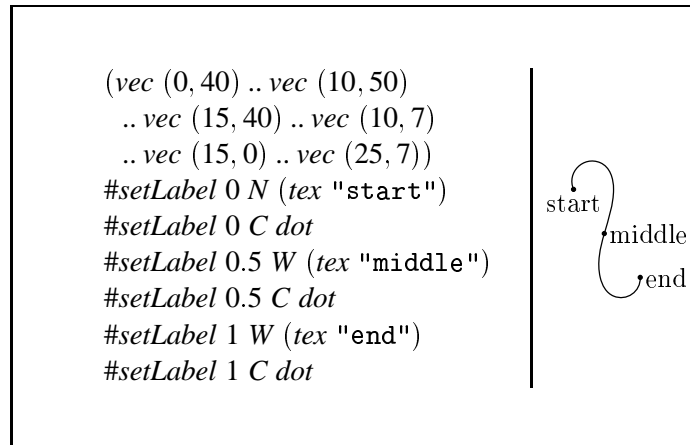 (vec (0, 40) .. vec (10, 50)
.. vec (15, 40) .. vec (10, 7)
.. vec (15, 0) .. vec (25, 7))
#setLabel 0 N (tex "start")
#setLabel 0 C dot
#setLabel 0.5 W (tex "middle")
#setLabel 0.5 C dot
#setLabel 1 W (tex "end")
#setLabel 1 C dot
start
middle
end